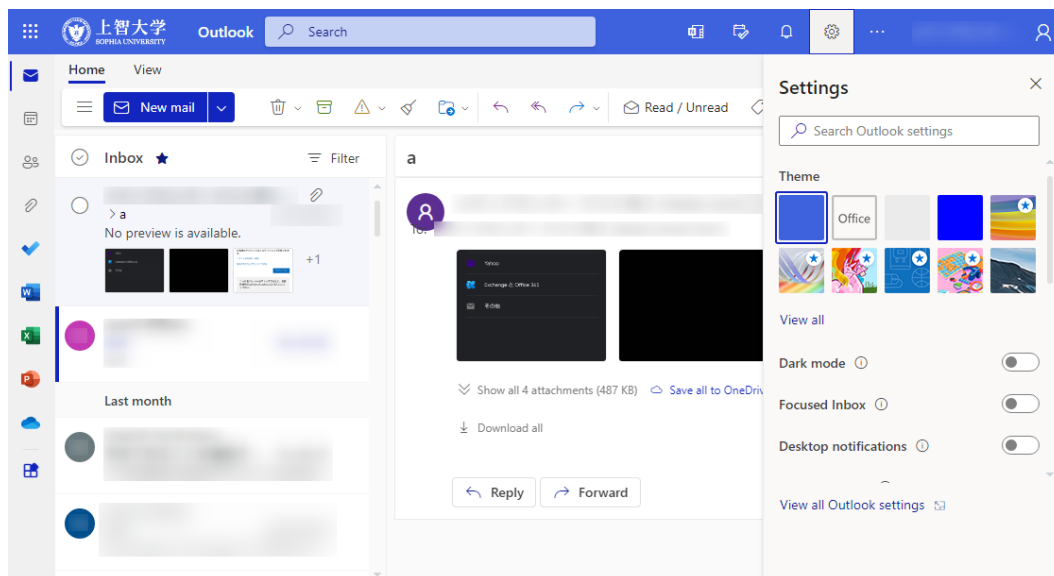 上智大学
SOPHIA UNIVERSITY
Outlook
Search
Home View
New mail
Read / Unread
Inbox
Filter
a
> a
No preview is available.
+1
To:
Yahoo
Exchange と Office 365
その他
Show all 4 attachments (487 KB) Save all to OneDriv
Download all
Last month
Reply Forward
Settings
Search Outlook settings
Theme
Office
View all
Dark mode
Focused Inbox
Desktop notifications
View all Outlook settings